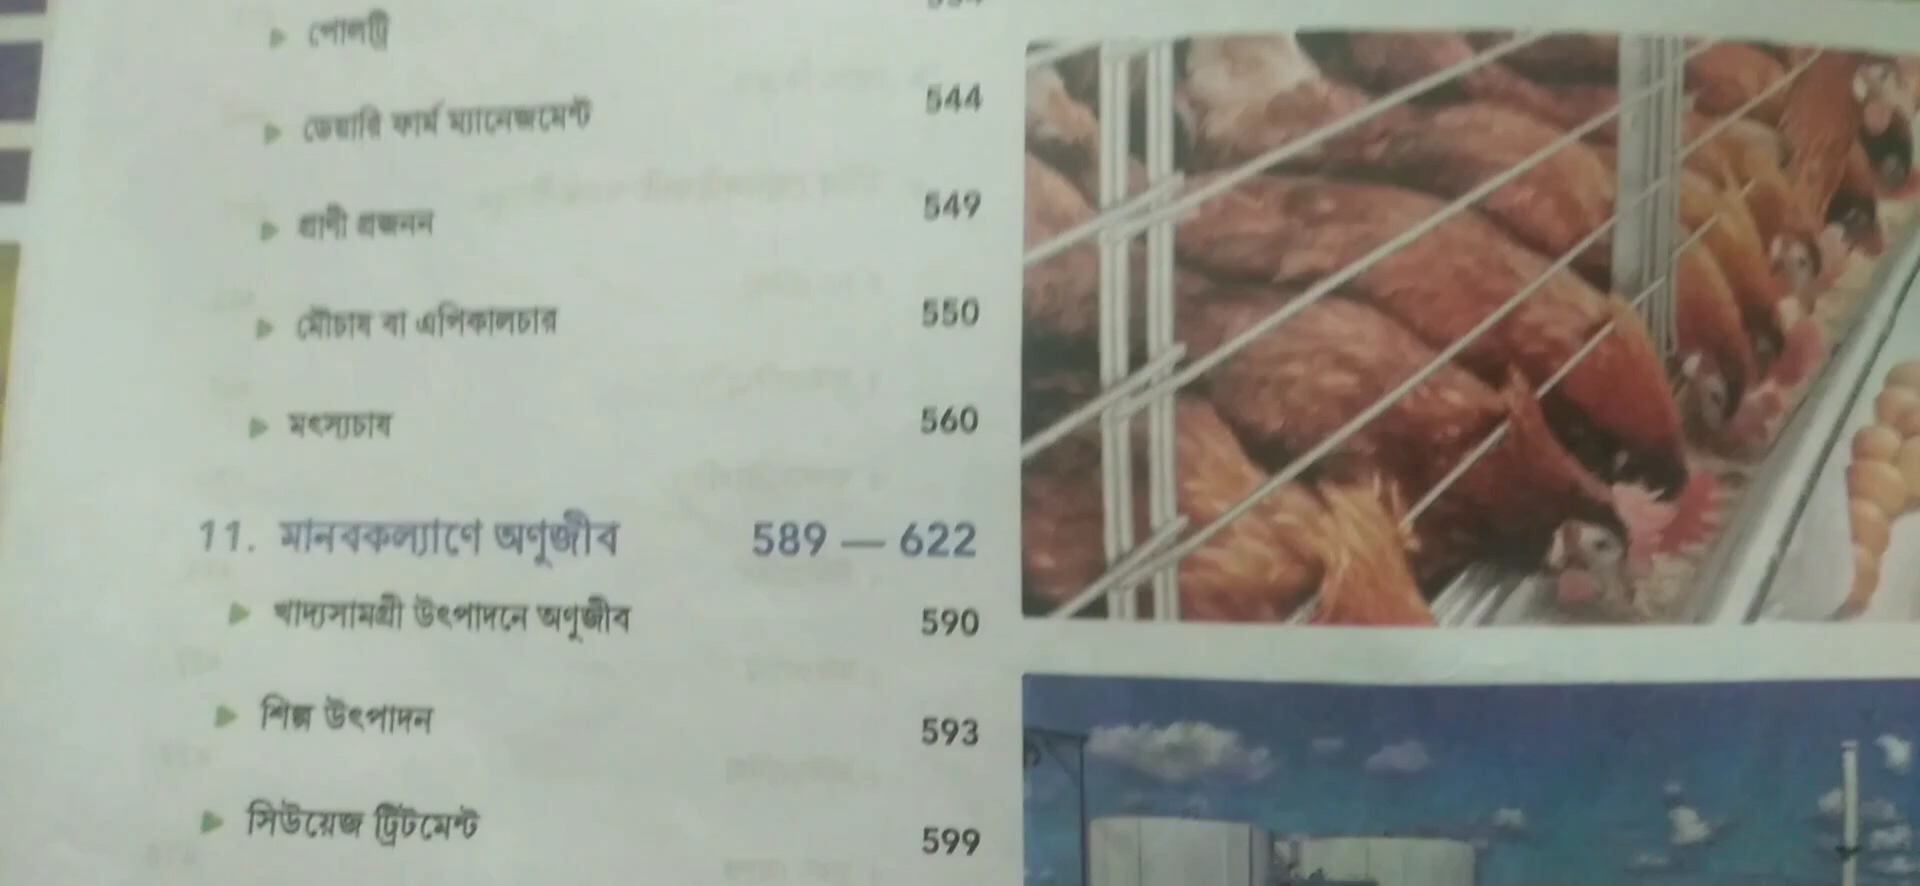 ▶ পোলট্রি
▶ ডেয়ারি ফার্ম ম্যানেজমেন্ট 544
▶ প্রাণী প্রজনন 549
▶ মৌচাষ বা এপিকালচার 550
▶ মৎস্যচাষ 560
11. মানবকল্যাণে অণুজীব 589 — 622
▶ খাদ্যসামগ্রী উৎপাদনে অণুজীব 590
▶ শিল্প উৎপাদন 593
▶ সিউয়েজ ট্রিটমেন্ট 599